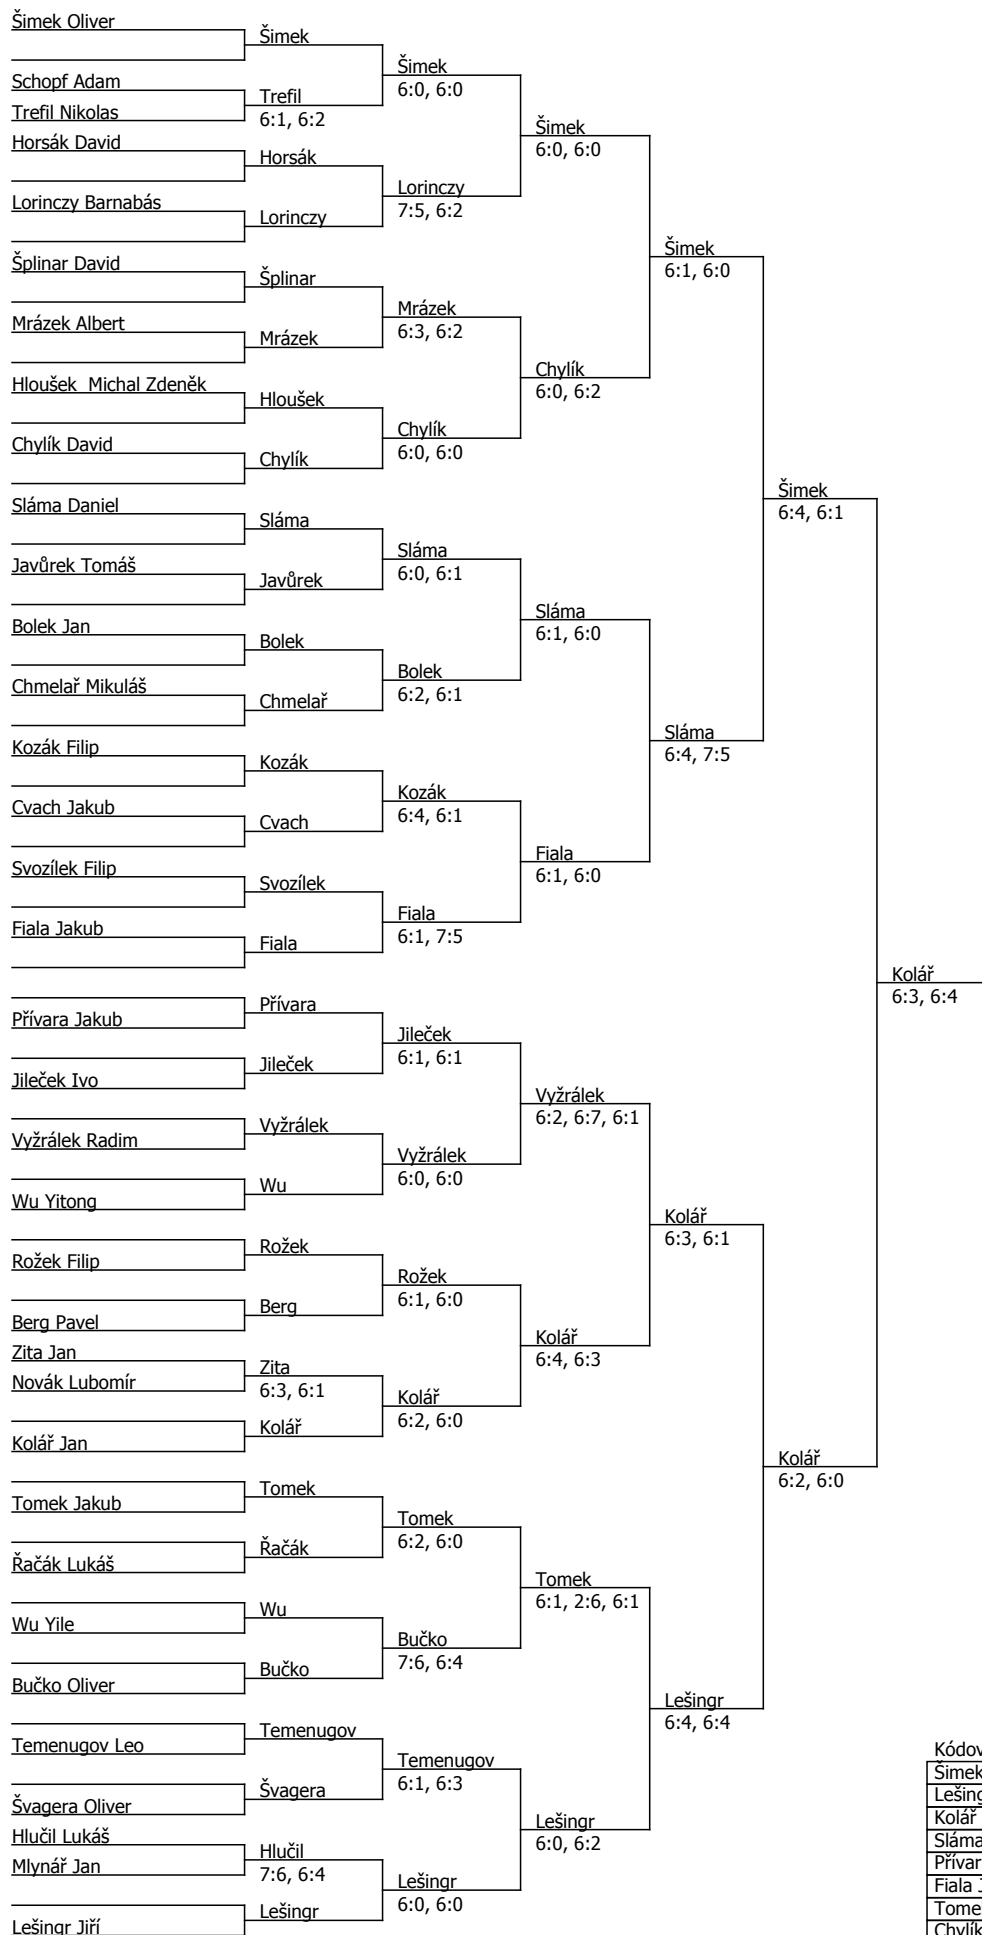 Šimek Oliver
Šimek
Šimek
6:0, 6:0
Schopf Adam
Trefil
6:1, 6:2
Trefil Nikolas
Šimek
6:0, 6:0
Horsák David
Horsák
Lorinczy
7:5, 6:2
Lorinczy Barnabás
Lorinczy
Šimek
6:1, 6:0
Šplinar David
Šplinar
Mrázek
6:3, 6:2
Mrázek Albert
Mrázek
Chylík
6:0, 6:2
Hloušek  Michal Zdeněk
Hloušek
Chylík
6:0, 6:0
Chylík David
Chylík
Šimek
6:4, 6:1
Sláma Daniel
Sláma
Sláma
6:0, 6:1
Javůrek Tomáš
Javůrek
Sláma
6:1, 6:0
Bolek Jan
Bolek
Bolek
6:2, 6:1
Chmelař Mikuláš
Chmelař
Sláma
6:4, 7:5
Kozák Filip
Kozák
Kozák
6:4, 6:1
Cvach Jakub
Cvach
Fiala
6:1, 6:0
Svozílek Filip
Svozílek
Fiala
6:1, 7:5
Fiala Jakub
Fiala
Kolář
6:3, 6:4
Přívara
Přívara Jakub
Jileček
6:1, 6:1
Jileček
Jileček Ivo
Vyžrálek
6:2, 6:7, 6:1
Vyžrálek
Vyžrálek Radim
Vyžrálek
6:0, 6:0
Wu
Wu Yitong
Kolář
6:3, 6:1
Rožek
Rožek Filip
Rožek
6:1, 6:0
Berg
Berg Pavel
Kolář
6:4, 6:3
Zita Jan
Zita
6:3, 6:1
Novák Lubomír
Kolář
6:2, 6:0
Kolář
Kolář Jan
Kolář
6:2, 6:0
Tomek
Tomek Jakub
Tomek
6:2, 6:0
Řačák
Řačák Lukáš
Tomek
6:1, 2:6, 6:1
Wu
Wu Yile
Bučko
7:6, 6:4
Bučko
Bučko Oliver
Lešingr
6:4, 6:4
Temenugov
Temenugov Leo
Temenugov
6:1, 6:3
Švagera
Švagera Oliver
Lešingr
6:0, 6:2
Hlučil Lukáš
Hlučil
7:6, 6:4
Mlynář Jan
Lešingr
6:0, 6:0
Lešingr
Lešingr Jiří
Kódov
Šimek
Lešing
Kolář
Sláma
Přívar
Fiala J
Tome
Chylík